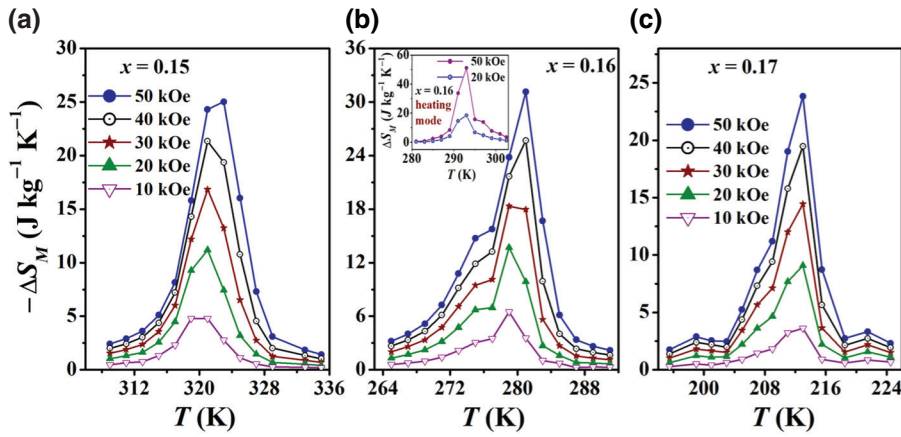 (a)
(b)
(c)
−ΔS_M (J kg⁻¹ K⁻¹)
30
25
20
15
10
5
0
x = 0.15
50 kOe
40 kOe
30 kOe
20 kOe
10 kOe
312 320 328 336
T (K)
36
30
24
18
12
6
0
x = 0.16
ΔS_M (J kg⁻¹ K⁻¹)
60
40
20
0
50 kOe
20 kOe
x = 0.16
heating
mode
280 290 300
T (K)
264 272 280 288
T (K)
30
25
20
15
10
5
0
x = 0.17
50 kOe
40 kOe
30 kOe
20 kOe
10 kOe
200 208 216 224
T (K)